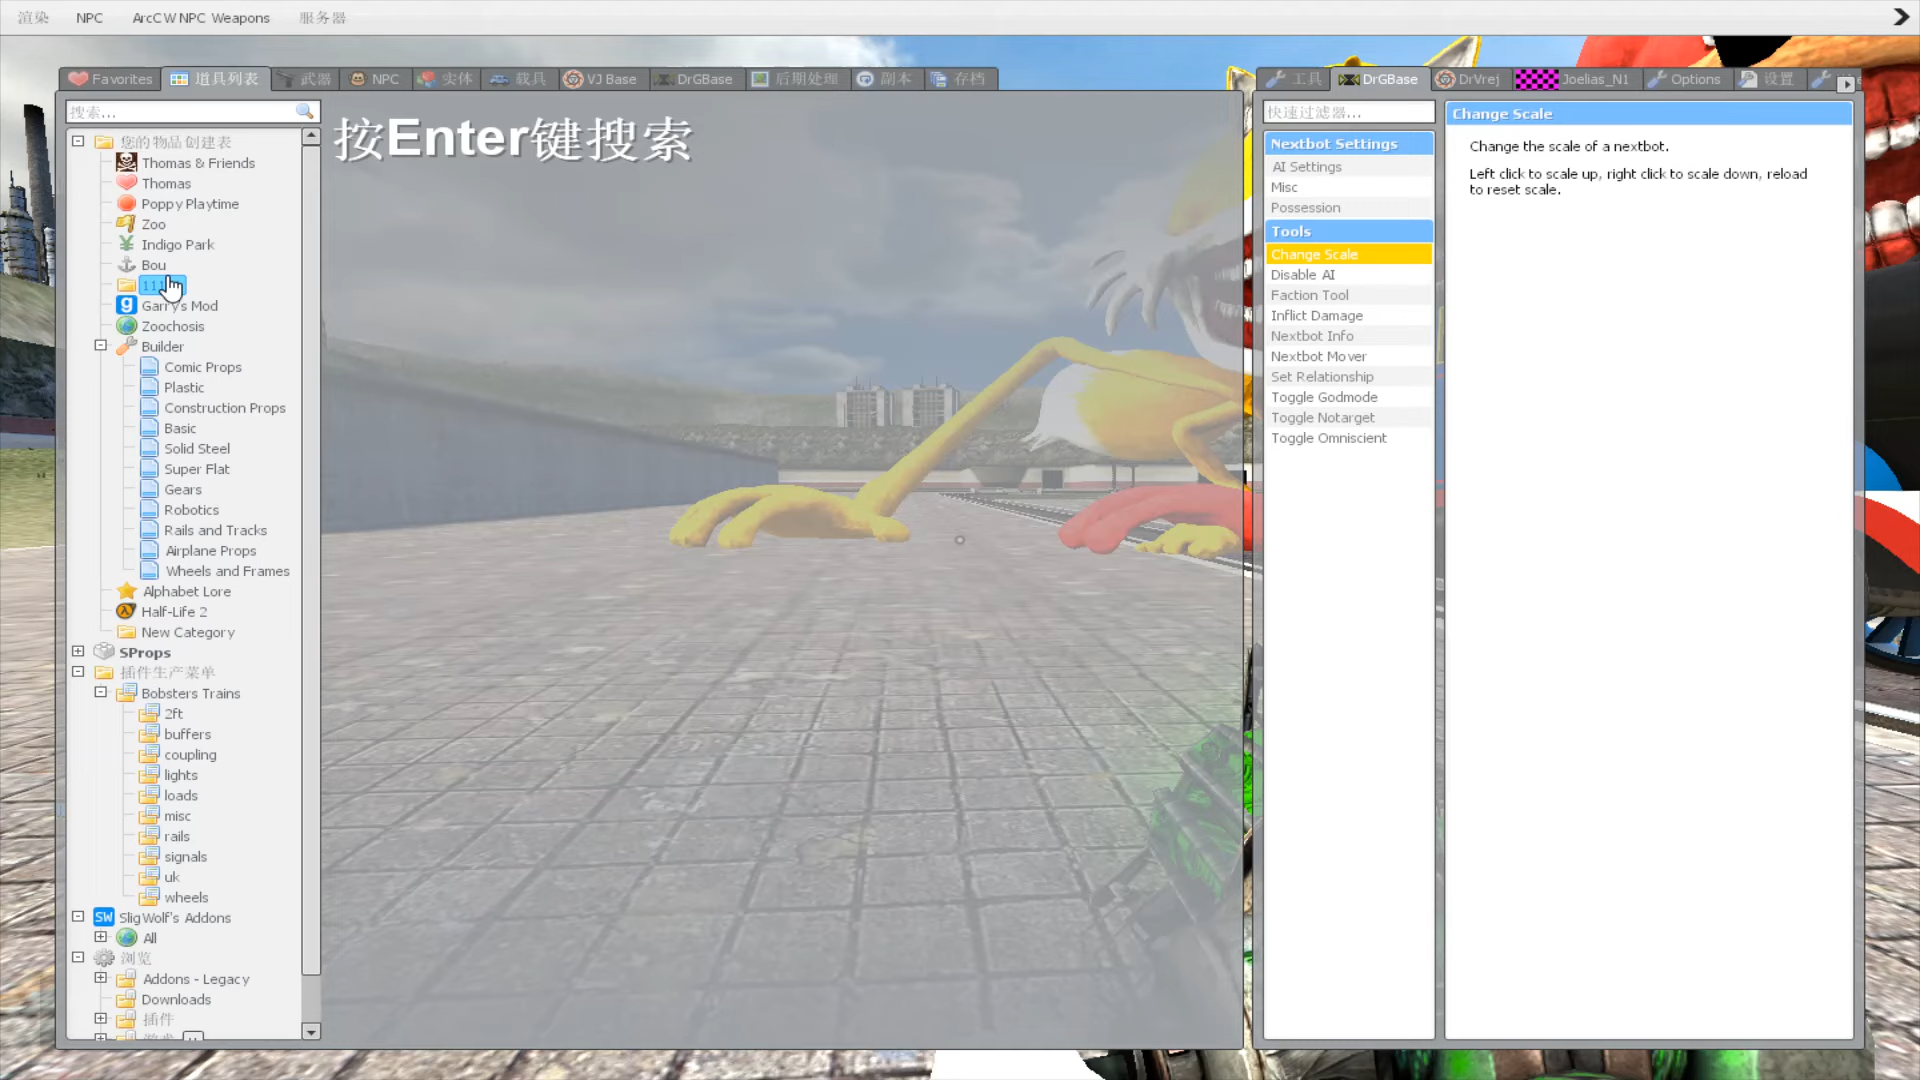 渲染 NPC ArcCW NPC Weapons 服务器
Favorites 道具列表 武器 NPC 实体 载具 VJ Base DrGBase 后期处理 副本 存档
工具 DrGBase DrVrej Joelias_N1 Options 设置
搜索...
按Enter键搜索
您的物品创建表
Thomas & Friends
Thomas
Poppy Playtime
Zoo
Indigo Park
Bou
Garry's Mod
Zoochosis
Builder
Comic Props
Plastic
Construction Props
Basic
Solid Steel
Super Flat
Gears
Robotics
Rails and Tracks
Airplane Props
Wheels and Frames
Alphabet Lore
Half-Life 2
New Category
SProps
插件生产菜单
Bobsters Trains
2ft
buffers
coupling
lights
loads
misc
rails
signals
uk
wheels
SW SligWolf's Addons
All
浏览
Addons - Legacy
Downloads
插件
快速过滤器...
Nextbot Settings
AI Settings
Misc
Possession
Tools
Change Scale
Disable AI
Faction Tool
Inflict Damage
Nextbot Info
Nextbot Mover
Set Relationship
Toggle Godmode
Toggle Notarget
Toggle Omniscient
Change Scale
Change the scale of a nextbot.
Left click to scale up, right click to scale down, reload
to reset scale.